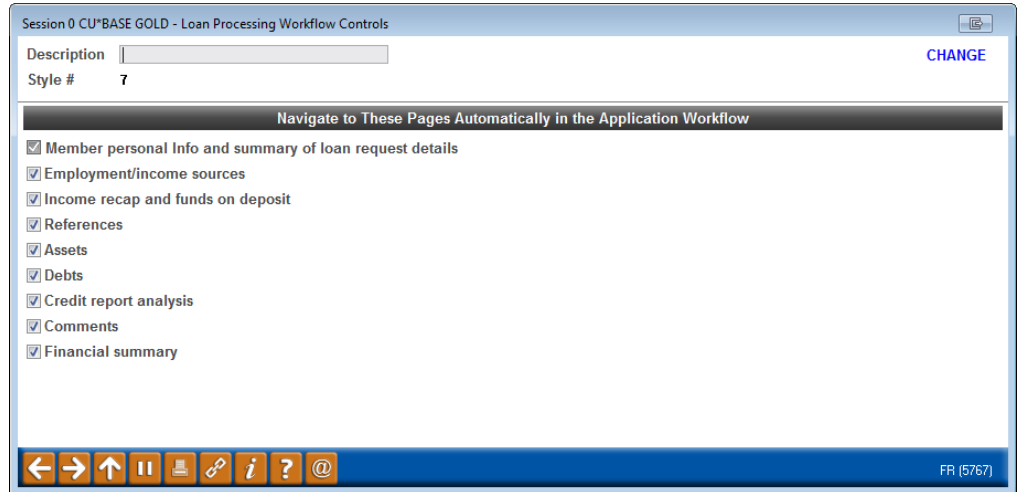 Session 0 CU*BASE GOLD - Loan Processing Workflow Controls
Description
CHANGE
Style # 7
Navigate to These Pages Automatically in the Application Workflow
Member personal Info and summary of loan request details
Employment/income sources
Income recap and funds on deposit
References
Assets
Debts
Credit report analysis
Comments
Financial summary
i ? @
FR (5767)